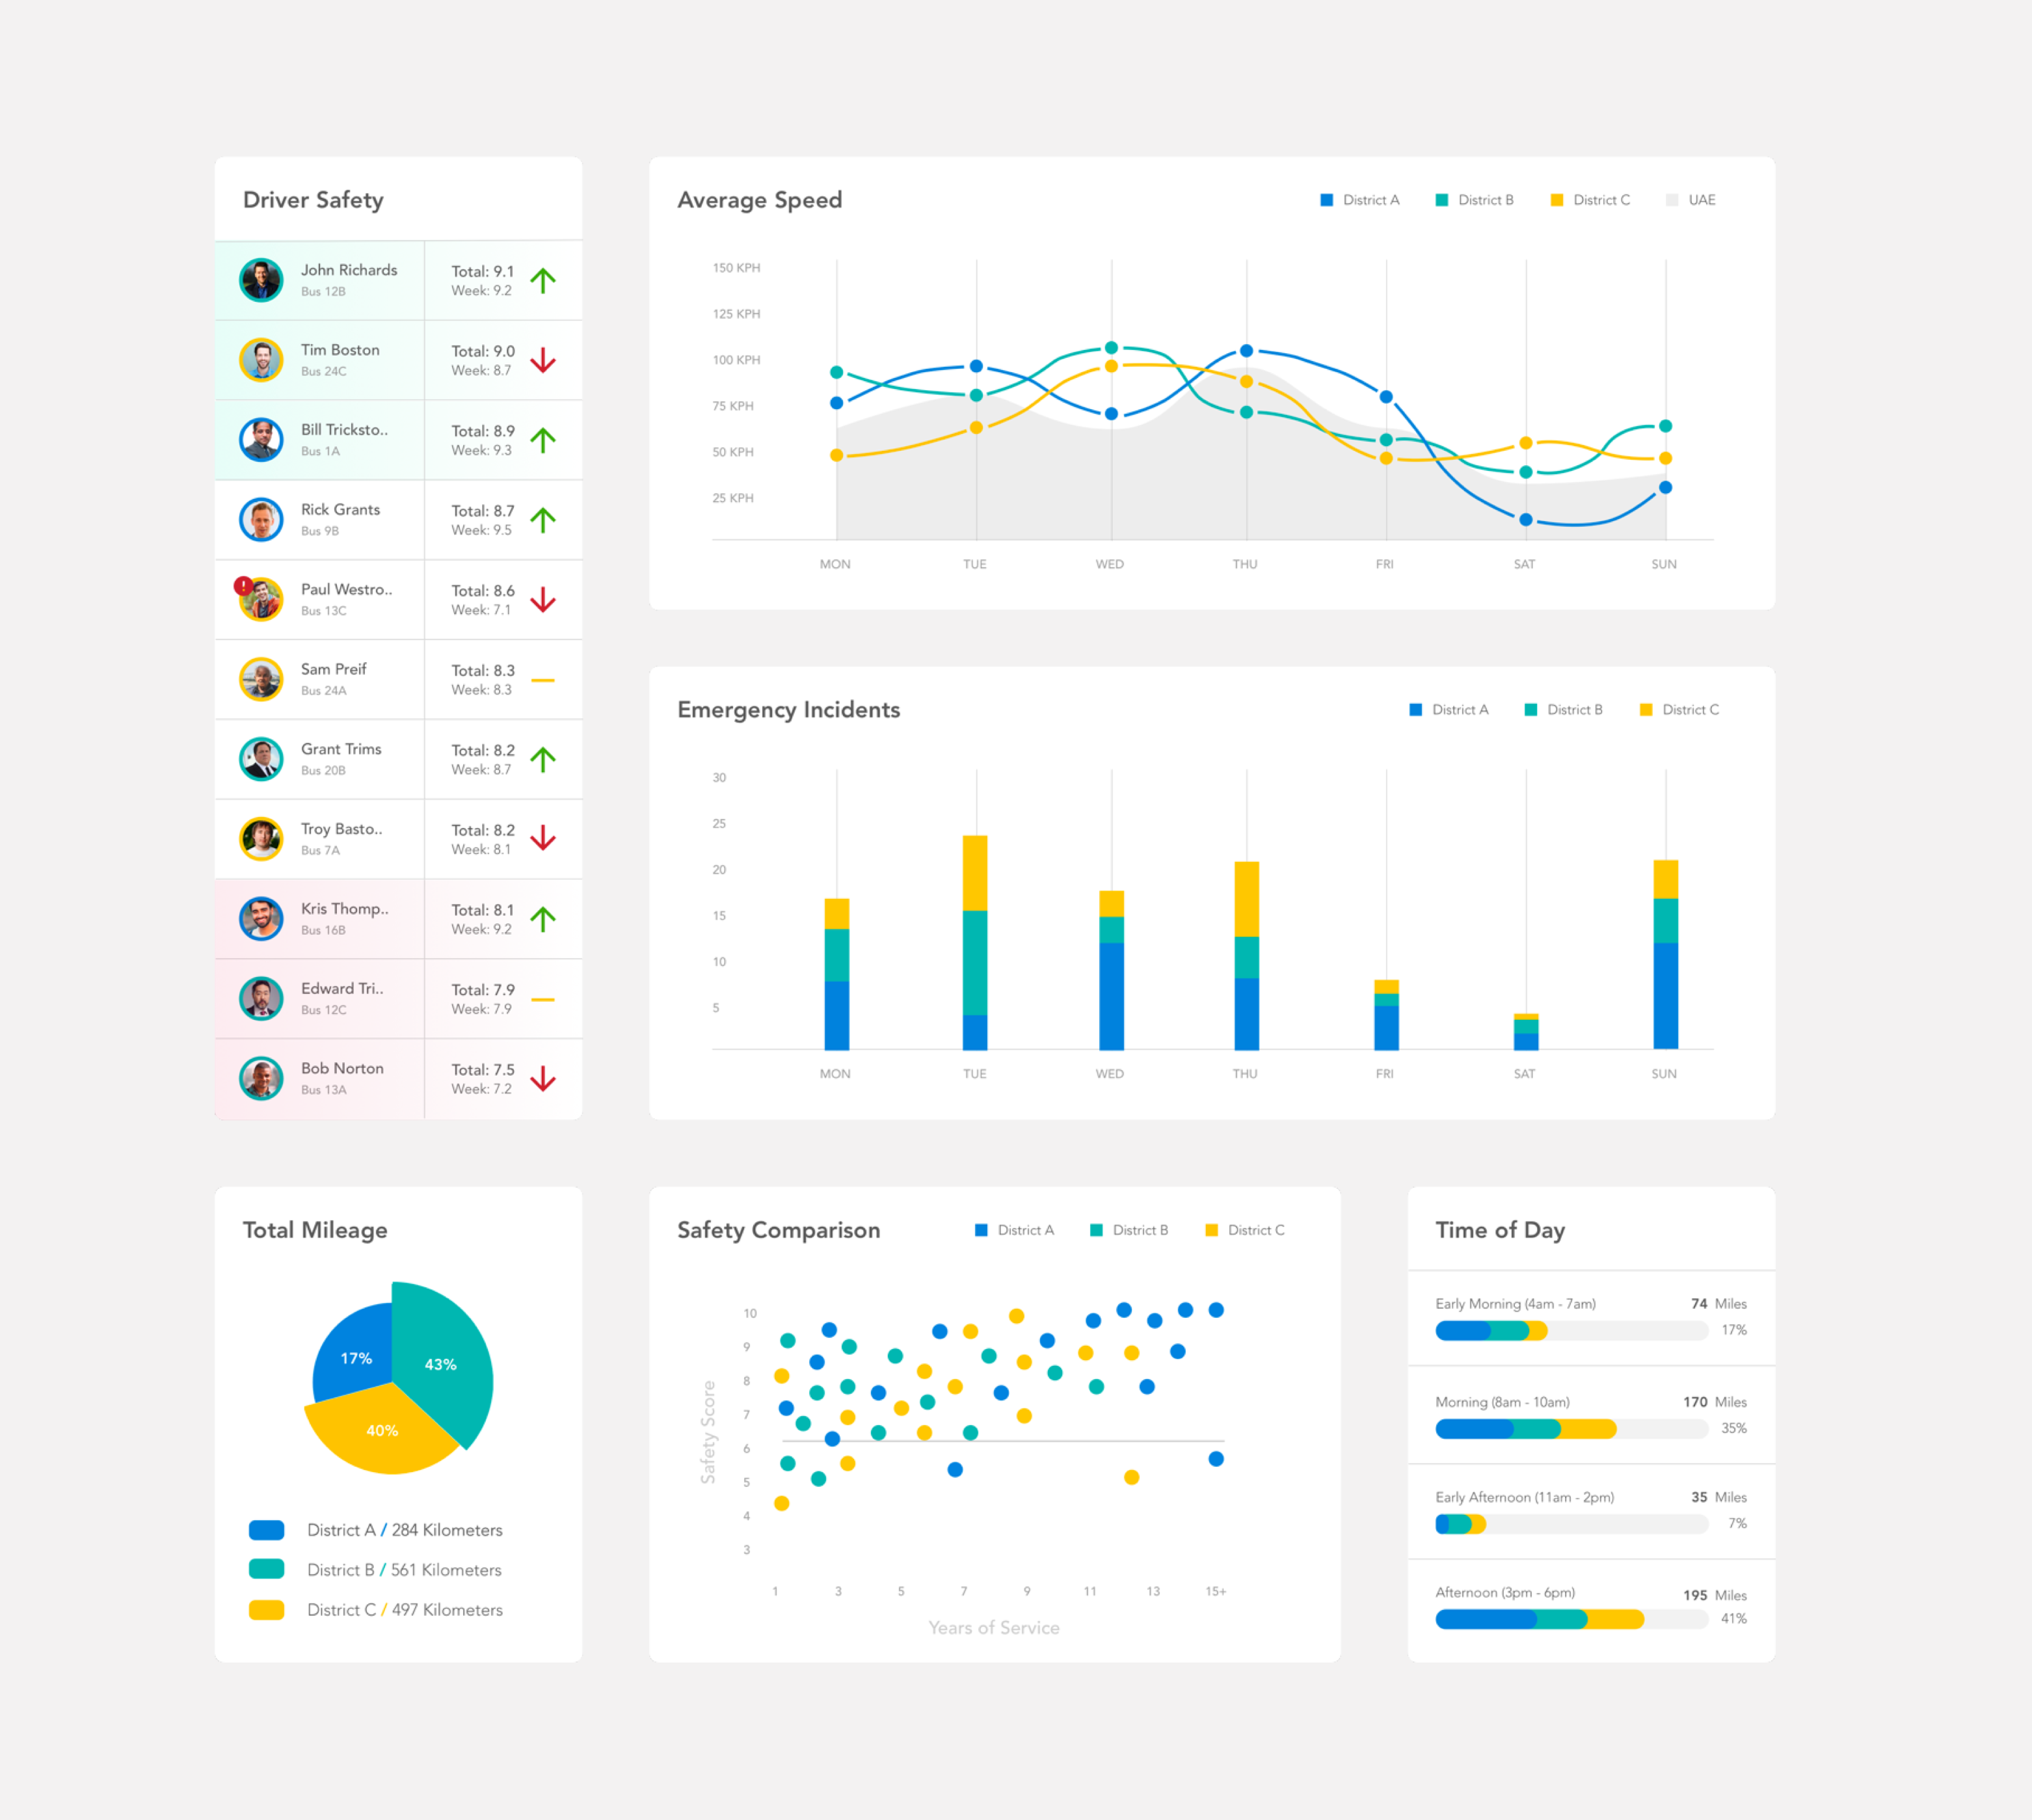 Driver Safety
John Richards
Bus 12B
Total: 9.1
Week: 9.2
Tim Boston
Bus 24C
Total: 9.0
Week: 8.7
Bill Tricksto..
Bus 1A
Total: 8.9
Week: 9.3
Rick Grants
Bus 9B
Total: 8.7
Week: 9.5
!
Paul Westro..
Bus 13C
Total: 8.6
Week: 7.1
Sam Preif
Bus 24A
Total: 8.3
Week: 8.3
Grant Trims
Bus 20B
Total: 8.2
Week: 8.7
Troy Basto..
Bus 7A
Total: 8.2
Week: 8.1
Kris Thomp..
Bus 16B
Total: 8.1
Week: 9.2
Edward Tri..
Bus 12C
Total: 7.9
Week: 7.9
Bob Norton
Bus 13A
Total: 7.5
Week: 7.2
Average Speed
District A District B District C UAE
150 KPH
125 KPH
100 KPH
75 KPH
50 KPH
25 KPH
MON TUE WED THU FRI SAT SUN
Emergency Incidents
District A District B District C
30
25
20
15
10
5
MON TUE WED THU FRI SAT SUN
Total Mileage
17%
43%
40%
District A / 284 Kilometers
District B / 561 Kilometers
District C / 497 Kilometers
Safety Comparison
District A District B District C
Safety Score
10
9
8
7
6
5
4
3
1 3 5 7 9 11 13 15+
Years of Service
Time of Day
Early Morning (4am - 7am) 74 Miles
17%
Morning (8am - 10am) 170 Miles
35%
Early Afternoon (11am - 2pm) 35 Miles
7%
Afternoon (3pm - 6pm) 195 Miles
41%